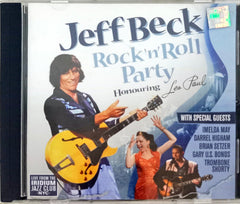 Jeff Beck
Rock'n'Roll
Party
Honouring Les Paul
WITH SPECIAL GUESTS
IMELDA MAY
DARREL HIGHAM
BRIAN SETZER
GARY U.S. BONDS
TROMBONE
SHORTY
LIVE FROM THE
IRIDIUM
JAZZ CLUB
NYC